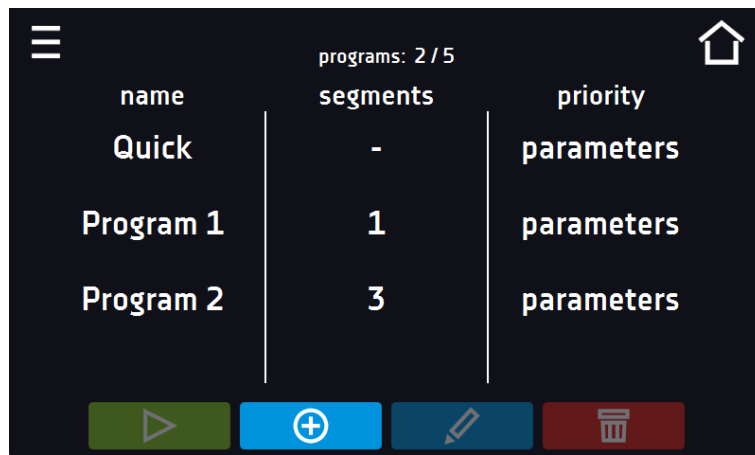 programs: 2 / 5
name segments priority
Quick - parameters
Program 1 1 parameters
Program 2 3 parameters